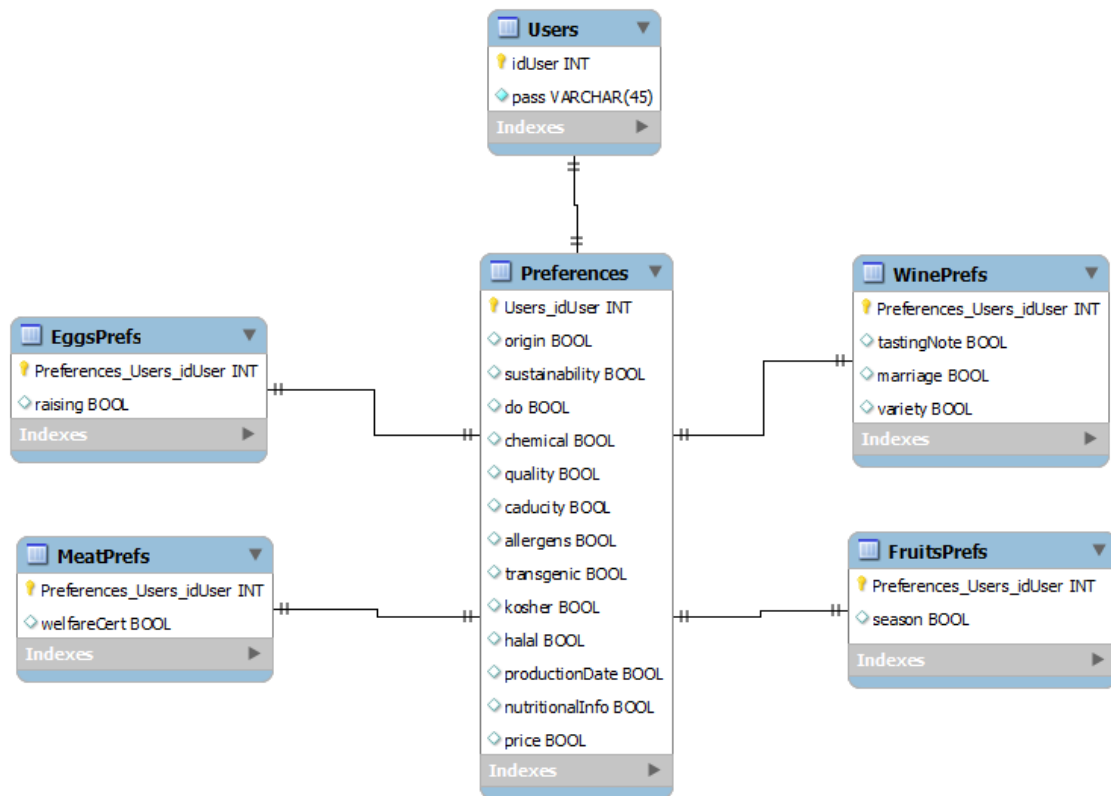 Users
idUser INT
pass VARCHAR(45)
Indexes
Preferences
Users_idUser INT
origin BOOL
sustainability BOOL
do BOOL
chemical BOOL
quality BOOL
caducity BOOL
allergens BOOL
transgenic BOOL
kosher BOOL
halal BOOL
productionDate BOOL
nutritionalInfo BOOL
price BOOL
Indexes
EggsPrefs
Preferences_Users_idUser INT
raising BOOL
Indexes
MeatPrefs
Preferences_Users_idUser INT
welfareCert BOOL
Indexes
WinePrefs
Preferences_Users_idUser INT
tastingNote BOOL
marriage BOOL
variety BOOL
Indexes
FruitsPrefs
Preferences_Users_idUser INT
season BOOL
Indexes